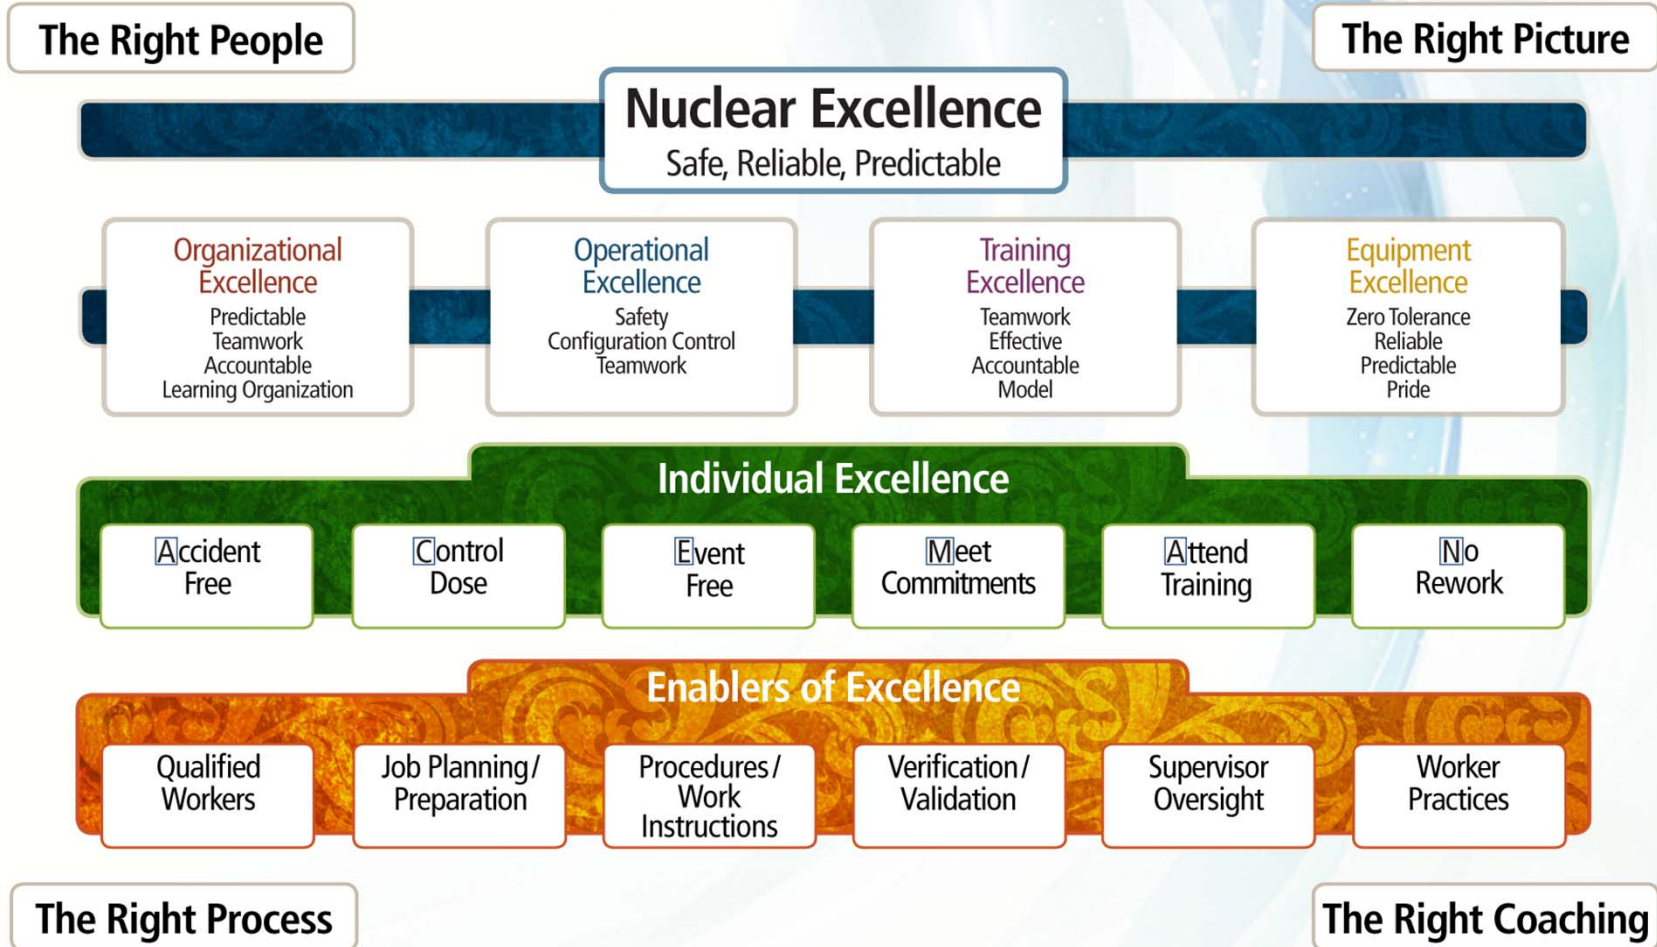 The Right People
The Right Picture
Nuclear Excellence
Safe, Reliable, Predictable
Organizational
Excellence
Predictable
Teamwork
Accountable
Learning Organization
Operational
Excellence
Safety
Configuration Control
Teamwork
Training
Excellence
Teamwork
Effective
Accountable
Model
Equipment
Excellence
Zero Tolerance
Reliable
Predictable
Pride
Individual Excellence
Accident
Free
Control
Dose
Event
Free
Meet
Commitments
Attend
Training
No
Rework
Enablers of Excellence
Qualified
Workers
Job Planning/
Preparation
Procedures/
Work
Instructions
Verification/
Validation
Supervisor
Oversight
Worker
Practices
The Right Process
The Right Coaching